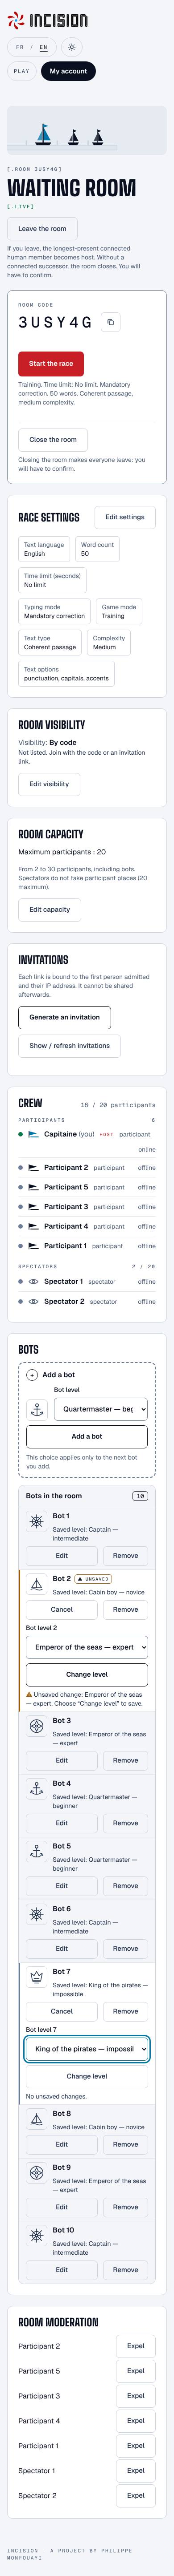 INCISION
FR / EN
PLAY
My account
[.ROOM 3USY4G]
WAITING ROOM
[.LIVE]
Leave the room
If you leave, the longest-present connected
human member becomes host. Without a
connected successor, the room closes. You will
have to confirm.
ROOM CODE
3USY4G
Start the race
Training. Time limit: No limit. Mandatory
correction. 50 words. Coherent passage,
medium complexity.
Close the room
Closing the room makes everyone leave: you
will have to confirm.
RACE SETTINGS
Edit settings
Text language
English
Word count
50
Time limit (seconds)
No limit
Typing mode
Mandatory correction
Game mode
Training
Text type
Coherent passage
Complexity
Medium
Text options
punctuation, capitals, accents
ROOM VISIBILITY
Visibility: By code
Not listed. Join with the code or an invitation
link.
Edit visibility
ROOM CAPACITY
Maximum participants : 20
From 2 to 30 participants, including bots.
Spectators do not take participant places (20
maximum).
Edit capacity
INVITATIONS
Each link is bound to the first person admitted
and their IP address. It cannot be shared
afterwards.
Generate an invitation
Show / refresh invitations
CREW
16 / 20 participants
PARTICIPANTS 6
Capitaine (you) HOST participant
online
Participant 2 participant offline
Participant 5 participant offline
Participant 3 participant offline
Participant 4 participant offline
Participant 1 participant offline
SPECTATORS 2 / 20
Spectator 1 spectator offline
Spectator 2 spectator offline
BOTS
+ Add a bot
Bot level
Quartermaster — beg
Add a bot
This choice applies only to the next bot
you add.
Bots in the room 10
Bot 1
Saved level: Captain —
intermediate
Edit Remove
Bot 2 ▲ UNSAVED
Saved level: Cabin boy — novice
Cancel Remove
Bot level 2
Emperor of the seas — expert
Change level
⚠ Unsaved change: Emperor of the sea
s — expert. Choose “Change level” to save.
Bot 3
Saved level: Emperor of the seas
— expert
Edit Remove
Bot 4
Saved level: Quartermaster —
beginner
Edit Remove
Bot 5
Saved level: Quartermaster —
beginner
Edit Remove
Bot 6
Saved level: Captain —
intermediate
Edit Remove
Bot 7
Saved level: King of the pirates —
impossible
Cancel Remove
Bot level 7
King of the pirates — impossil
Change level
No unsaved changes.
Bot 8
Saved level: Cabin boy — novice
Edit Remove
Bot 9
Saved level: Emperor of the seas
— expert
Edit Remove
Bot 10
Saved level: Captain —
intermediate
Edit Remove
ROOM MODERATION
Participant 2 Expel
Participant 5 Expel
Participant 3 Expel
Participant 4 Expel
Participant 1 Expel
Spectator 1 Expel
Spectator 2 Expel
INCISION · A PROJECT BY PHILIPPE
MONFOUAYI